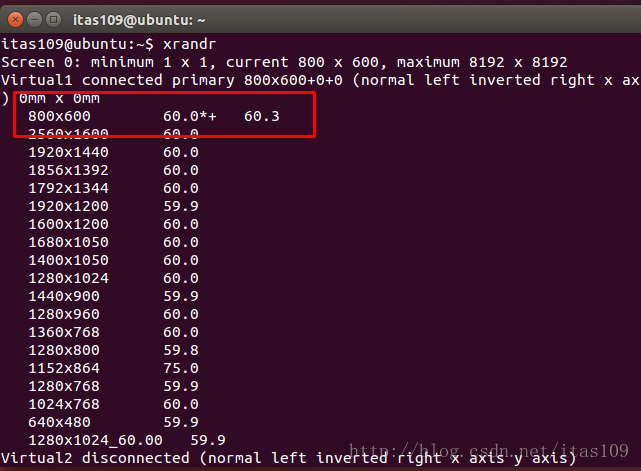 itas109@ubuntu: ~
itas109@ubuntu:~$ xrandr
Screen 0: minimum 1 x 1, current 800 x 600, maximum 8192 x 8192
Virtual1 connected primary 800x600+0+0 (normal left inverted right x ax
) 0mm x 0mm
800x600 60.0*+ 60.3
2560x1600 60.0
1920x1440 60.0
1856x1392 60.0
1792x1344 60.0
1920x1200 59.9
1600x1200 60.0
1680x1050 60.0
1400x1050 60.0
1280x1024 60.0
1440x900 59.9
1280x960 60.0
1360x768 60.0
1280x800 59.8
1152x864 75.0
1280x768 59.9
1024x768 60.0
640x480 59.9
1280x1024_60.00 59.9
http://blog.csdn.net/itas109
Virtual2 disconnected (normal left inverted right x axis y axis)